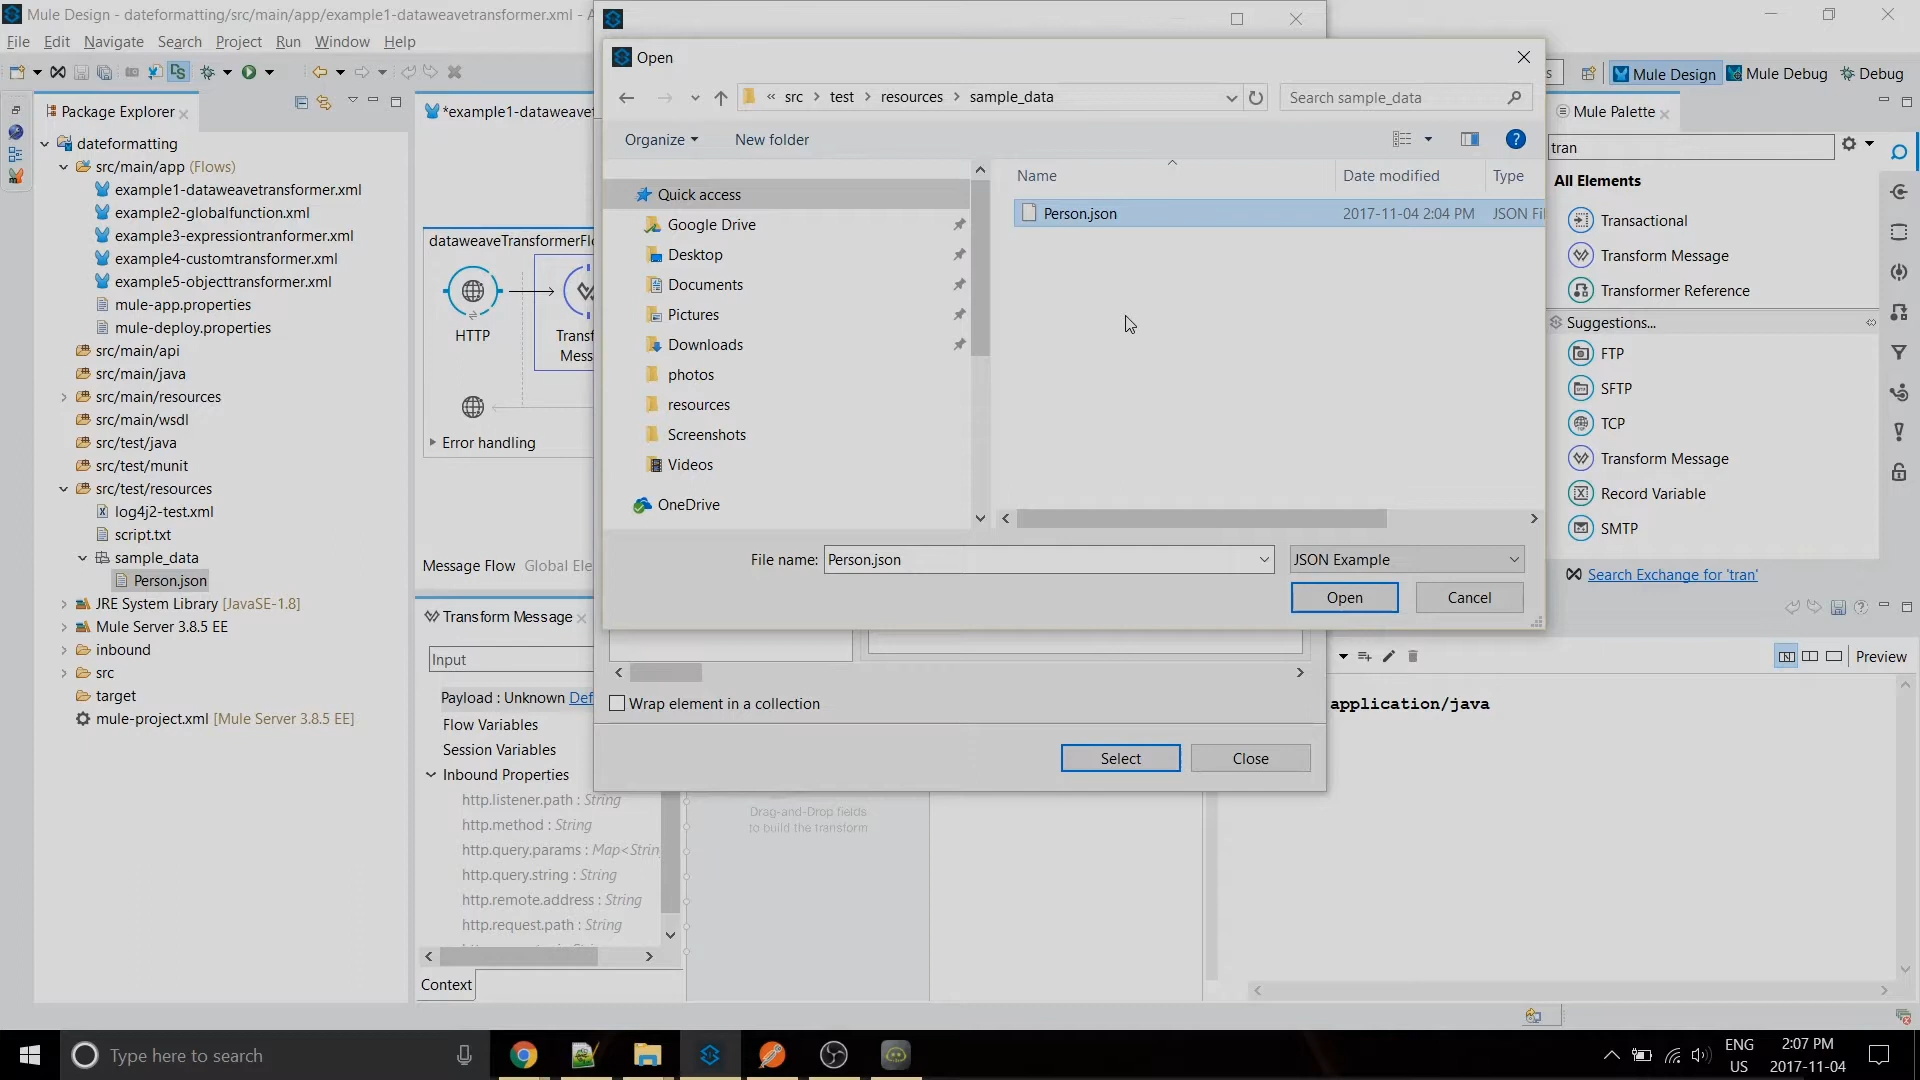 Mule Design - dateformatting/src/main/app/example1-dataweavetransformer.xml - A
File Edit Navigate Search Project Run Window Help
Mule Design Mule Debug Debug
Package Explorer
dateformatting
src/main/app (Flows)
example1-dataweavetransformer.xml
example2-globalfunction.xml
example3-expressiontranformer.xml
example4-customtransformer.xml
example5-objecttransformer.xml
mule-app.properties
mule-deploy.properties
src/main/api
src/main/java
src/main/resources
src/main/wsdl
src/test/java
src/test/munit
src/test/resources
log4j2-test.xml
script.txt
sample_data
Person.json
JRE System Library [JavaSE-1.8]
Mule Server 3.8.5 EE
inbound
src
target
mule-project.xml [Mule Server 3.8.5 EE]
*example1-dataweavet
dataweaveTransformerFlo
HTTP
Transf
Mess
Error handling
Message Flow Global Ele
Transform Message
Input
Payload : Unknown Def
Flow Variables
Session Variables
Inbound Properties
http.listener.path : String
http.method : String
http.query.params : Map<Strin
http.query.string : String
http.remote.address : String
http.request.path : String
Context
Open
« src > test > resources > sample_data
Search sample_data
Organize
New folder
Quick access
Google Drive
Desktop
Documents
Pictures
Downloads
photos
resources
Screenshots
Videos
OneDrive
Name Date modified Type
Person.json 2017-11-04 2:04 PM JSON Fil
File name: Person.json
JSON Example
Open Cancel
Wrap element in a collection
Select Close
Drag-and-Drop fields
to build the transform
Mule Palette
tran
All Elements
Transactional
Transform Message
Transformer Reference
Suggestions...
FTP
SFTP
TCP
Transform Message
Record Variable
SMTP
Search Exchange for 'tran'
Preview
application/java
Type here to search
ENG
US
2:07 PM
2017-11-04